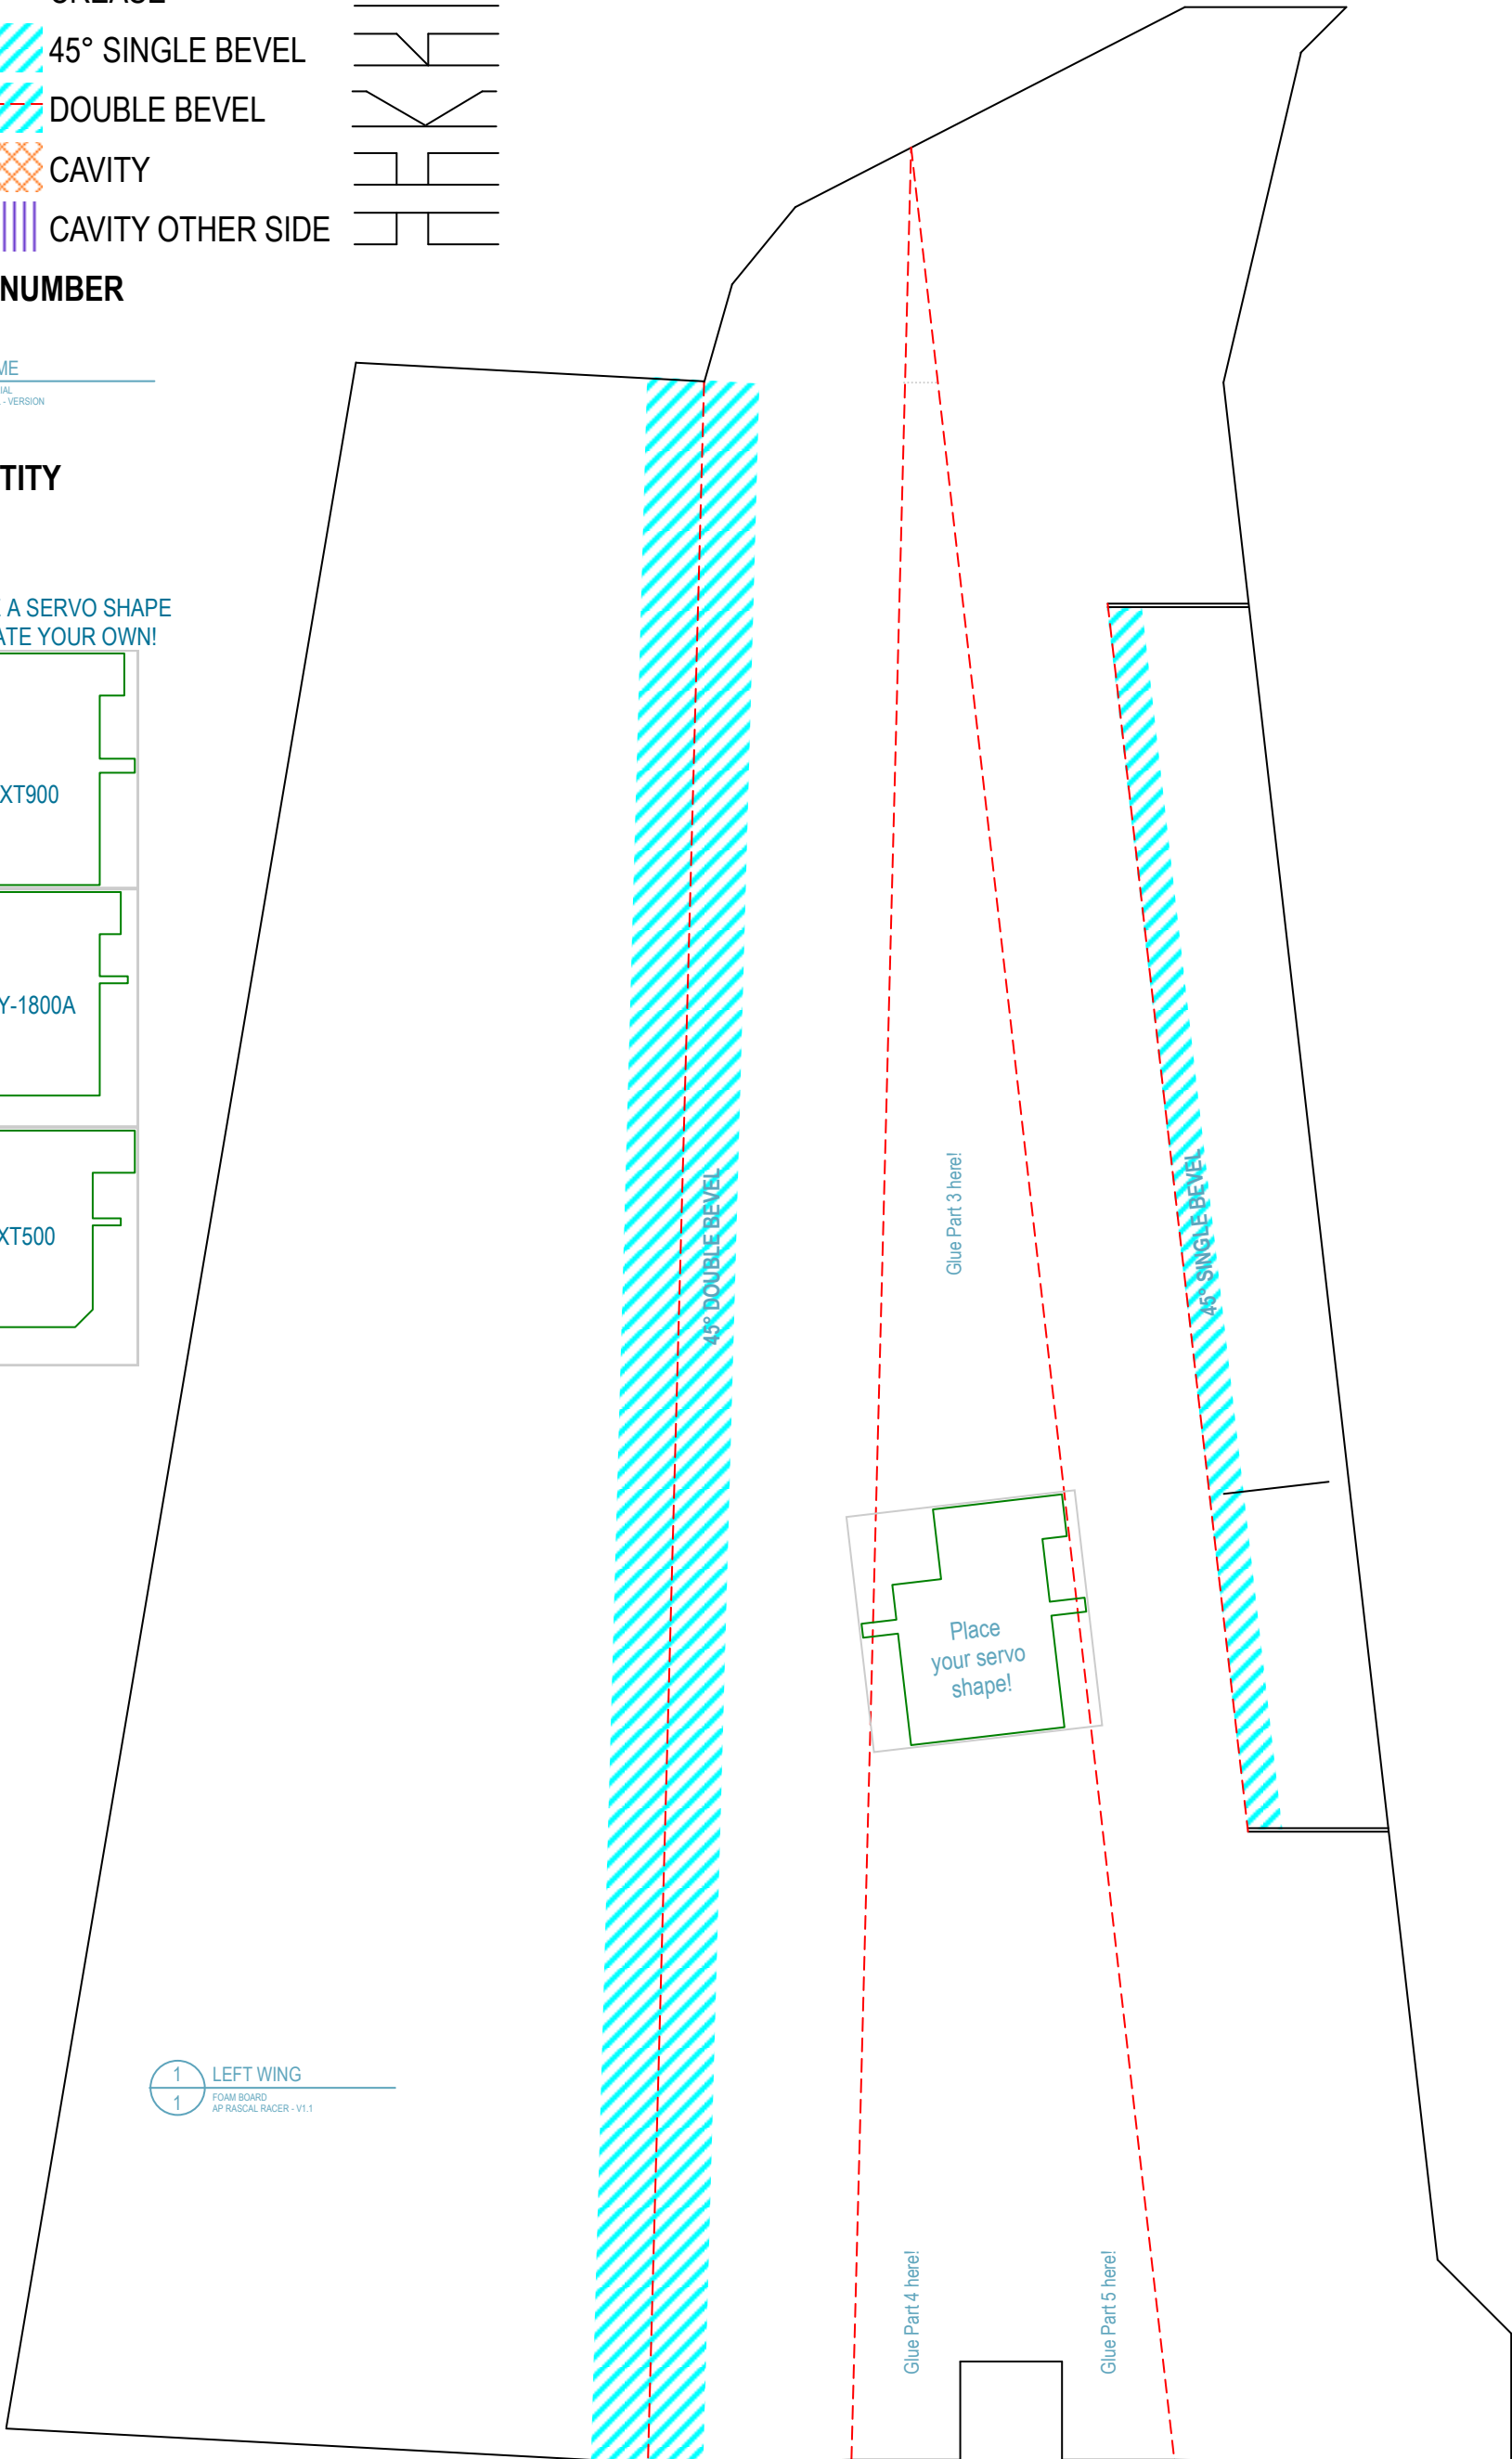 45° SINGLE BEVEL
DOUBLE BEVEL
CAVITY
CAVITY OTHER SIDE
NUMBER
- VERSION
A SERVO SHAPE
YOUR OWN!
XT900
Y-1800A
XT500
45° DOUBLE BEVEL
Glue Part 3 here!
45° SINGLE BEVEL
Place
your servo
shape!
1
1
LEFT WING
FOAM BOARD
AP RASCAL RACER - V1.1
Glue Part 4 here!
Glue Part 5 here!